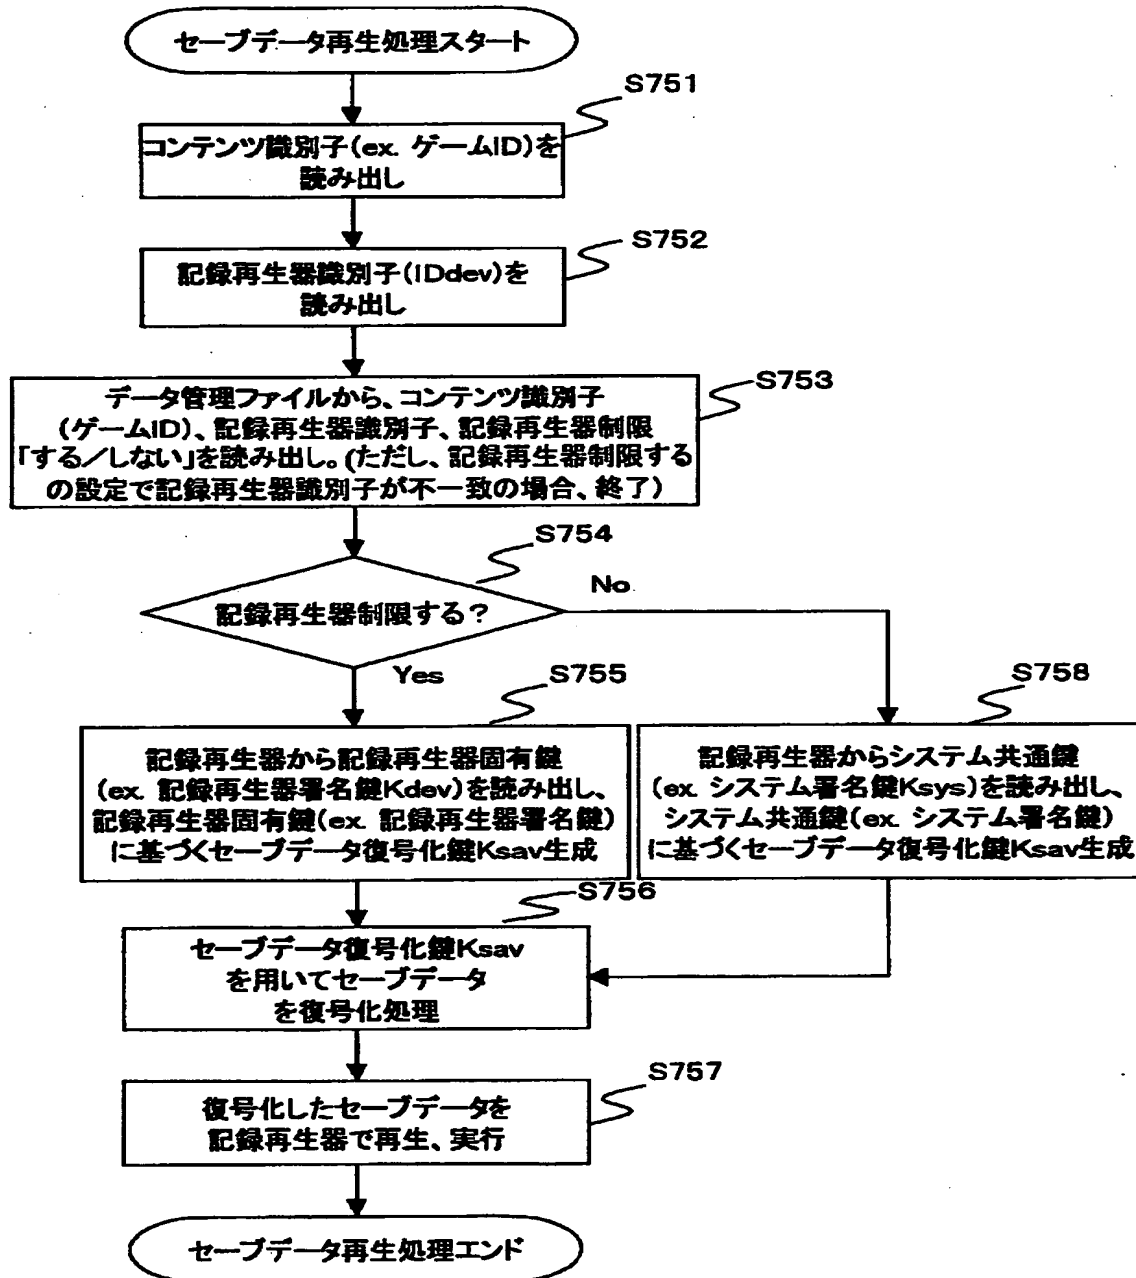 セーブデータ再生処理スタート
S751
コンテンツ識別子(ex. ゲームID)を
読み出し
S752
記録再生器識別子(IDdev)を
読み出し
S753
データ管理ファイルから、コンテンツ識別子
(ゲームID)、記録再生器識別子、記録再生器制限
「する／しない」を読み出し。(ただし、記録再生器制限する
の設定で記録再生器識別子が不一致の場合、終了)
S754
記録再生器制限する？
No
Yes
S755
記録再生器から記録再生器固有鍵
(ex. 記録再生器署名鍵Kdev)を読み出し、
記録再生器固有鍵(ex. 記録再生器署名鍵)
に基づくセーブデータ復号化鍵Ksav生成
S758
記録再生器からシステム共通鍵
(ex. システム署名鍵Ksys)を読み出し、
システム共通鍵(ex. システム署名鍵)
に基づくセーブデータ復号化鍵Ksav生成
S756
セーブデータ復号化鍵Ksav
を用いてセーブデータ
を復号化処理
S757
復号化したセーブデータを
記録再生器で再生、実行
セーブデータ再生処理エンド